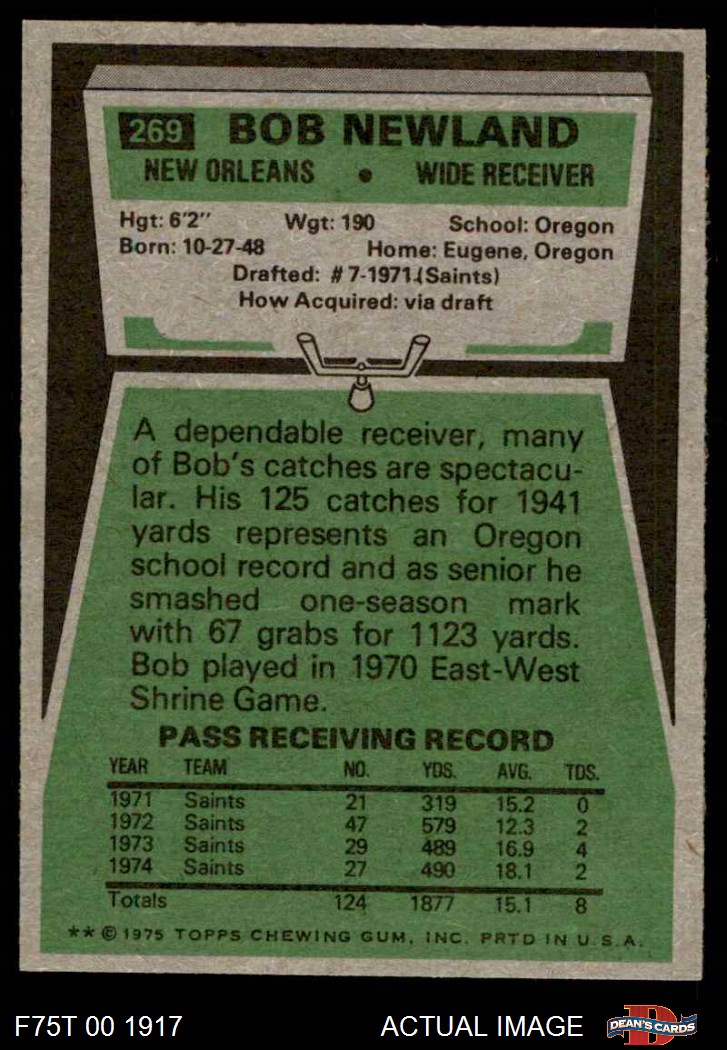 269 BOB NEWLAND
NEW ORLEANS • WIDE RECEIVER
Hgt: 6'2" Wgt: 190 School: Oregon
Born: 10-27-48 Home: Eugene, Oregon
Drafted: #7-1971 (Saints)
How Acquired: via draft
A dependable receiver, many
of Bob's catches are spectacu-
lar. His 125 catches for 1941
yards represents an Oregon
school record and as senior he
smashed one-season mark
with 67 grabs for 1123 yards.
Bob played in 1970 East-West
Shrine Game.
PASS RECEIVING RECORD
YEAR TEAM NO. YDS. AVG. TDS.
1971 Saints 21 319 15.2 0
1972 Saints 47 579 12.3 2
1973 Saints 29 489 16.9 4
1974 Saints 27 490 18.1 2
Totals 124 1877 15.1 8
** © 1975 TOPPS CHEWING GUM, INC. PRTD IN U.S.A.
F75T 00 1917 ACTUAL IMAGE DEAN'S CARDS